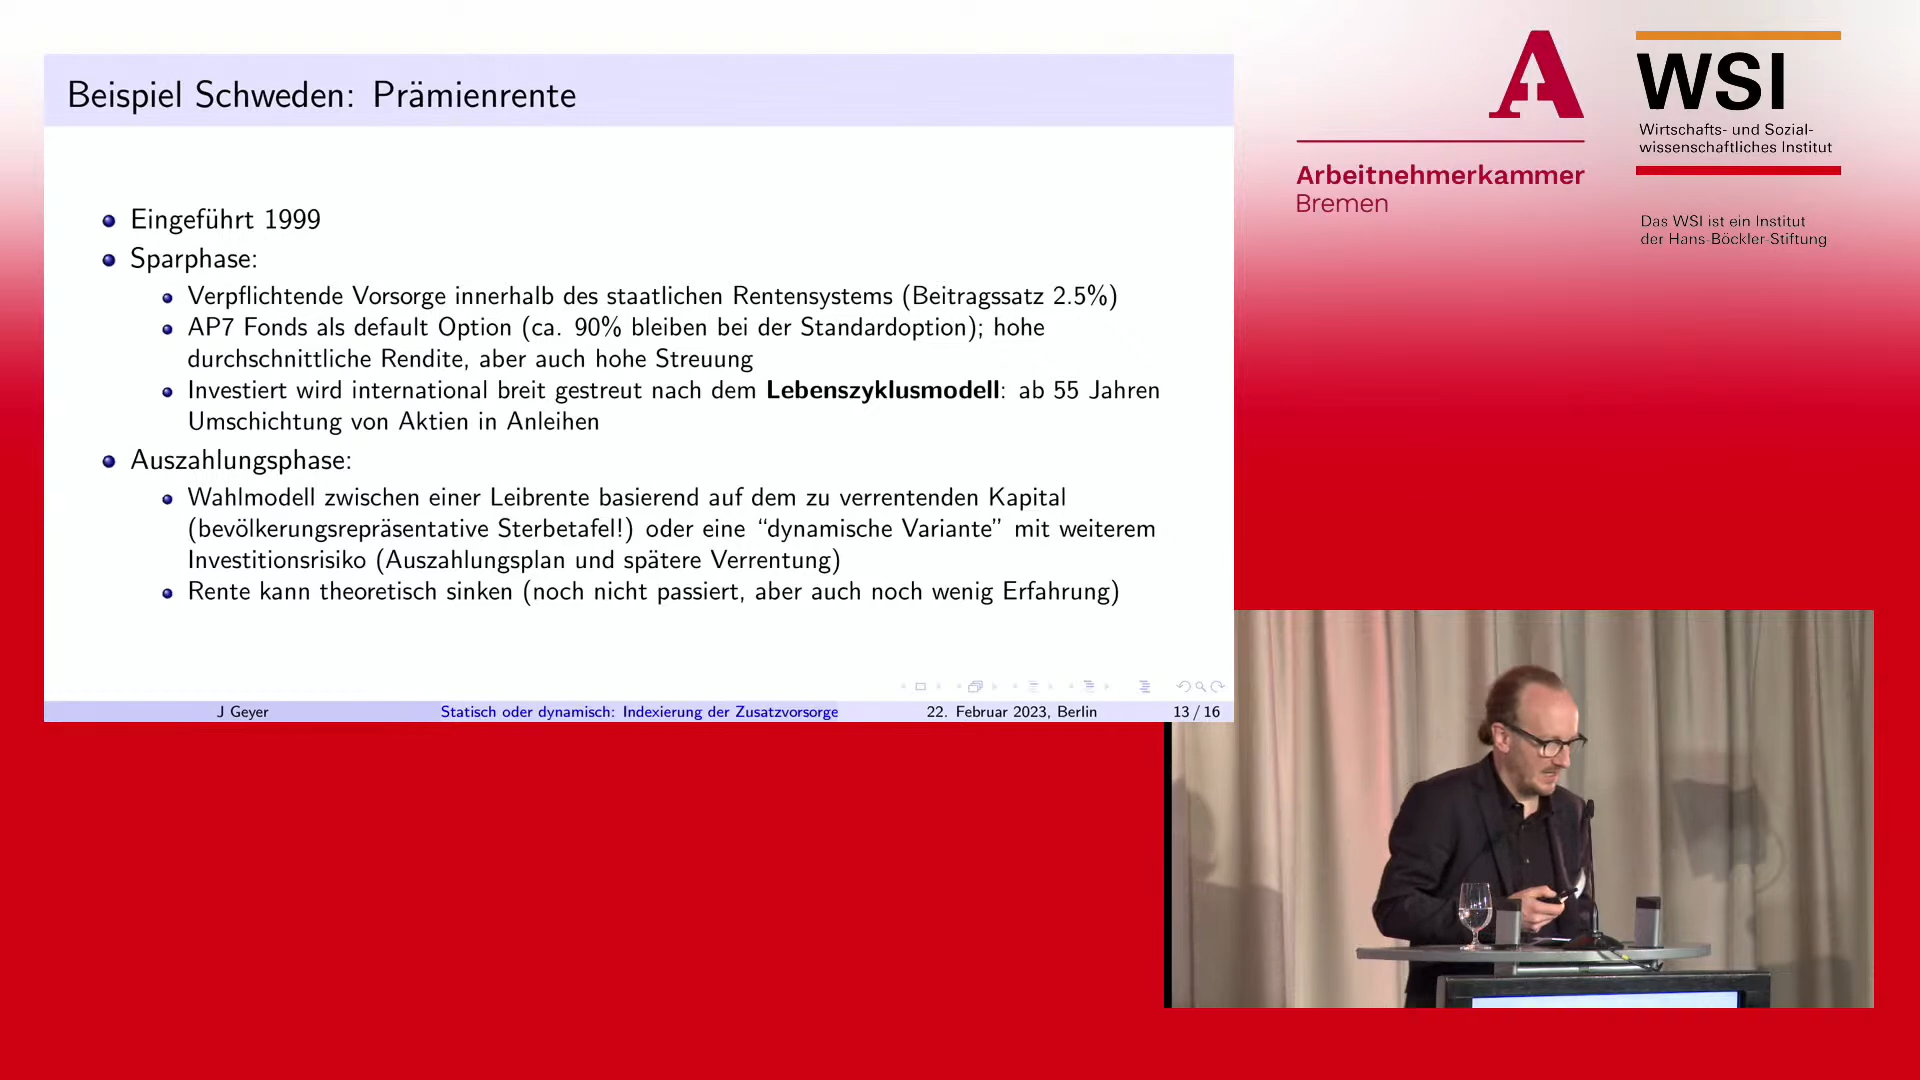 Beispiel Schweden: Prämienrente
Eingeführt 1999
Sparphase:
Verpflichtende Vorsorge innerhalb des staatlichen Rentensystems (Beitragssatz 2.5%)
AP7 Fonds als default Option (ca. 90% bleiben bei der Standardoption); hohe
durchschnittliche Rendite, aber auch hohe Streuung
Investiert wird international breit gestreut nach dem Lebenszyklusmodell: ab 55 Jahren
Umschichtung von Aktien in Anleihen
Auszahlungsphase:
Wahlmodell zwischen einer Leibrente basierend auf dem zu verrentenden Kapital
(bevölkerungsrepräsentative Sterbetafel!) oder eine “dynamische Variante” mit weiterem
Investitionsrisiko (Auszahlungsplan und spätere Verrentung)
Rente kann theoretisch sinken (noch nicht passiert, aber auch noch wenig Erfahrung)
J Geyer Statisch oder dynamisch: Indexierung der Zusatzvorsorge 22. Februar 2023, Berlin 13 / 16
A
Arbeitnehmerkammer
Bremen
WSI
Wirtschafts- und Sozial-
wissenschaftliches Institut
Das WSI ist ein Institut
der Hans-Böckler-Stiftung